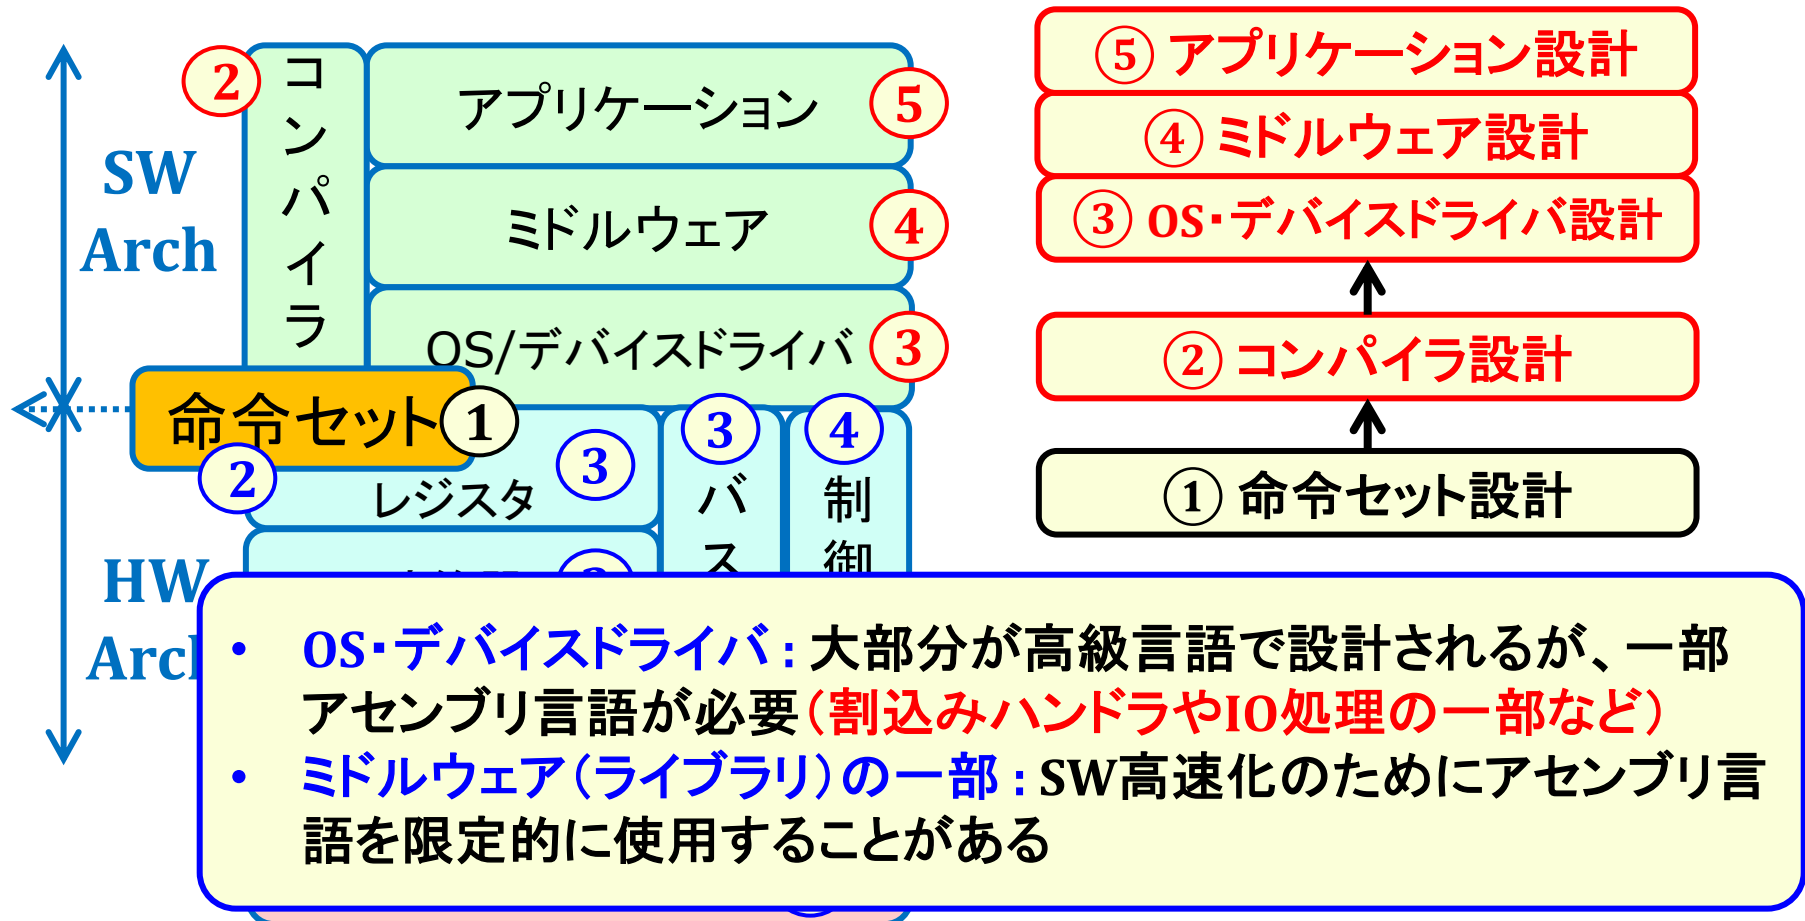 SW
Arch
②
コンパイラ
アプリケーション
⑤
ミドルウェア
④
OS/デバイスドライバ
③
命令セット
①
②
レジスタ
③
③
バス
④
制御
HW
⑤ アプリケーション設計
④ ミドルウェア設計
③ OS・デバイスドライバ設計
② コンパイラ設計
① 命令セット設計
• OS・デバイスドライバ：大部分が高級言語で設計されるが、一部
アセンブリ言語が必要（割込みハンドラやIO処理の一部など）
• ミドルウェア（ライブラリ）の一部：SW高速化のためにアセンブリ言
語を限定的に使用することがある